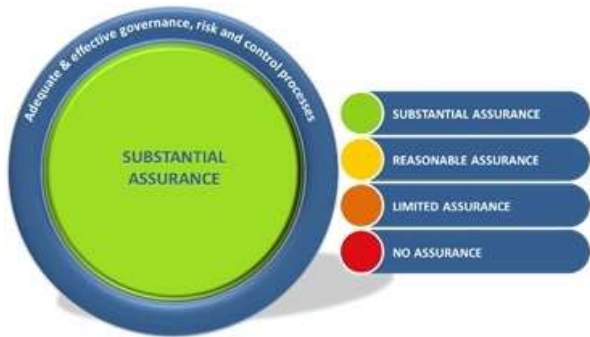 Adequate & effective governance, risk and control processes
SUBSTANTIAL
ASSURANCE
SUBSTANTIAL ASSURANCE
REASONABLE ASSURANCE
LIMITED ASSURANCE
NO ASSURANCE